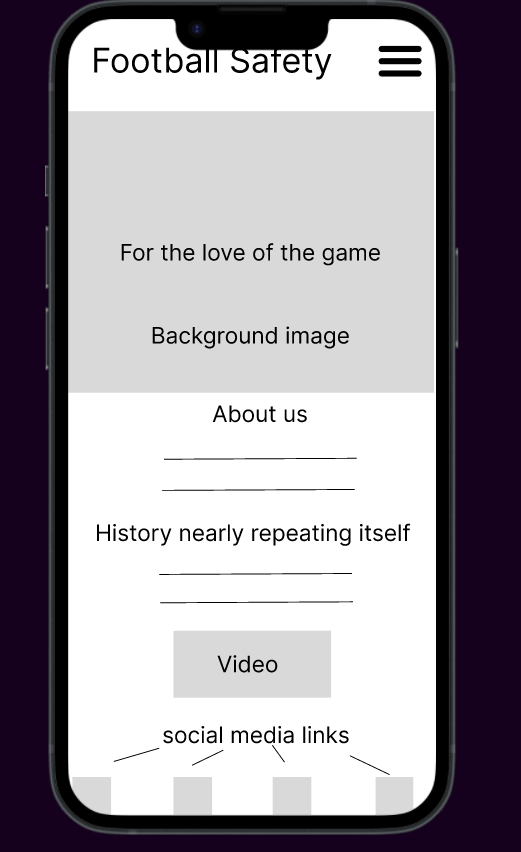 Football Safety
For the love of the game
Background image
About us
History nearly repeating itself
Video
social media links